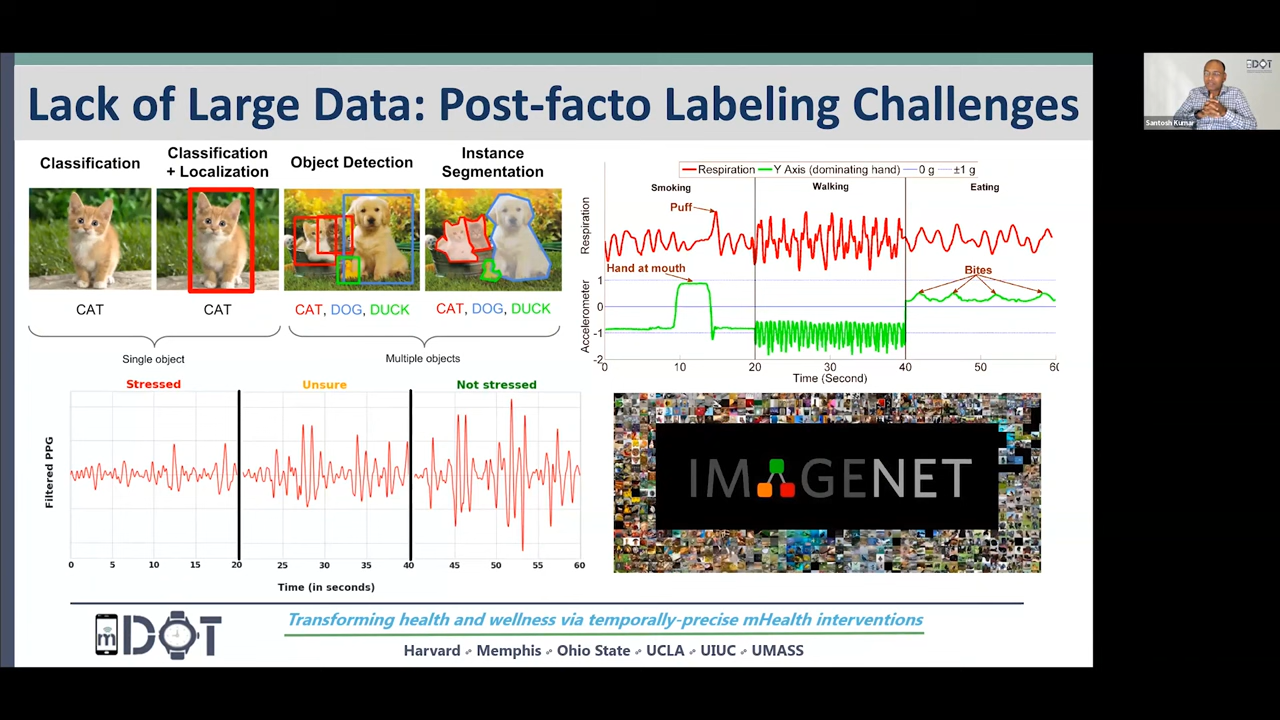 Lack of Large Data: Post-facto Labeling Challenges
Classification
Classification
+ Localization
Object Detection
Instance
Segmentation
CAT
CAT
CAT, DOG, DUCK
CAT, DOG, DUCK
Single object
Multiple objects
Respiration
Y Axis (dominating hand)
0 g
±1 g
Smoking
Walking
Eating
Respiration
Puff
Hand at mouth
Bites
Accelerometer
1
0
-1
-2
0 10 20 30 40 50 60
Time (Second)
Stressed
Unsure
Not stressed
Filtered PPG
0 5 10 15 20 25 30 35 40 45 50 55 60
Time (in seconds)
IMAGENET
mDOT
Transforming health and wellness via temporally-precise mHealth interventions
Harvard Memphis Ohio State UCLA UIUC UMASS
mDOT
Santosh Kumar